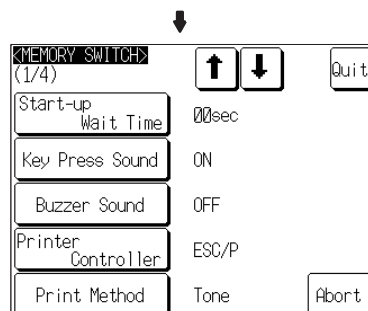 <MEMORY SWITCH>
(1/4)
Quit
Start-up
Wait Time
00sec
Key Press Sound
ON
Buzzer Sound
OFF
Printer
Controller
ESC/P
Print Method
Tone
Abort